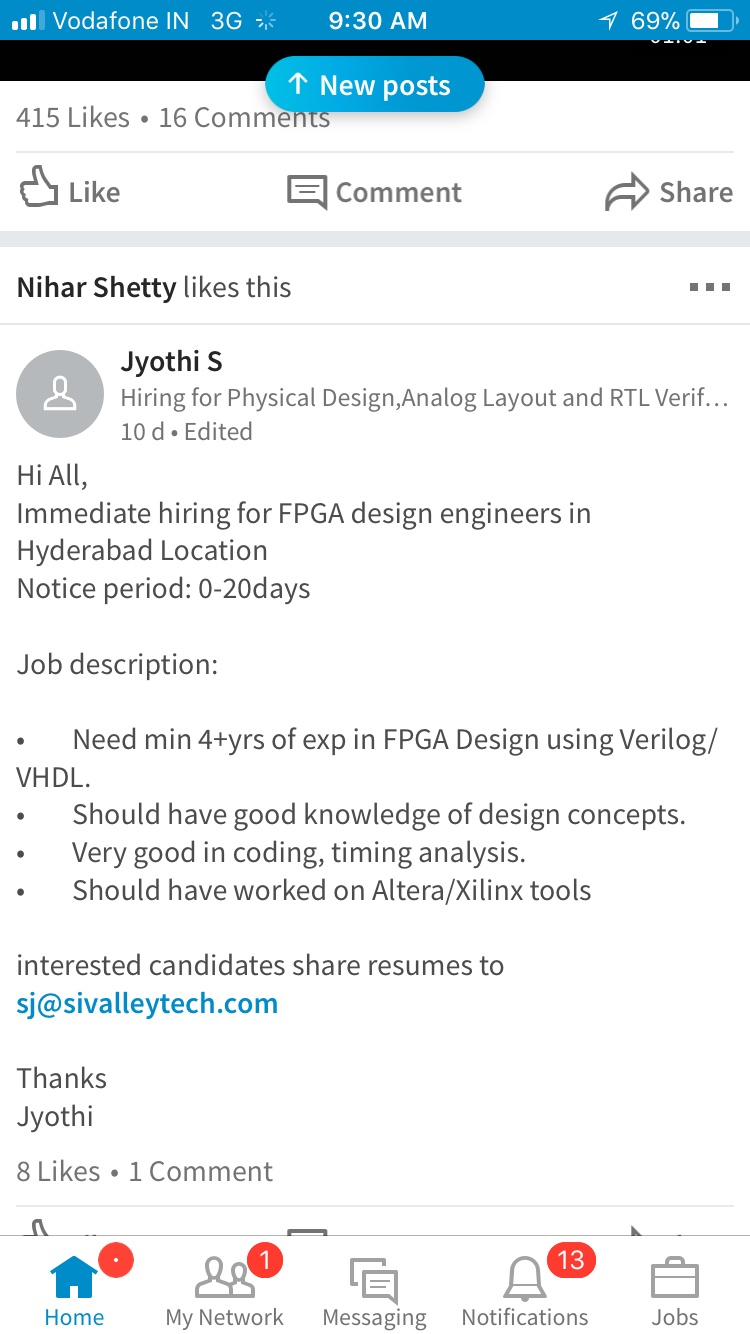 Vodafone IN 3G 9:30 AM 69%
↑ New posts
415 Likes • 16 Comments
Like Comment Share
Nihar Shetty likes this
Jyothi S
Hiring for Physical Design,Analog Layout and RTL Verif...
10 d • Edited
Hi All,
Immediate hiring for FPGA design engineers in
Hyderabad Location
Notice period: 0-20days
Job description:
• Need min 4+yrs of exp in FPGA Design using Verilog/
VHDL.
• Should have good knowledge of design concepts.
• Very good in coding, timing analysis.
• Should have worked on Altera/Xilinx tools
interested candidates share resumes to
sj@sivalleytech.com
Thanks
Jyothi
8 Likes • 1 Comment
1 13
Home My Network Messaging Notifications Jobs